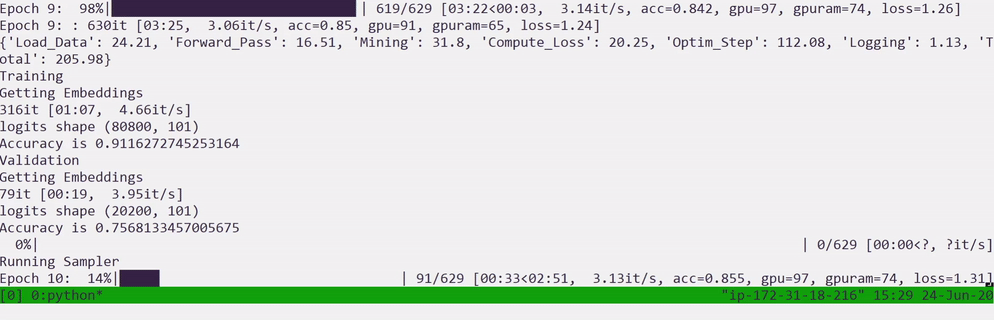 Epoch 9:  98%| | 619/629 [03:22<00:03,  3.14it/s, acc=0.842, gpu=97, gpuram=74, loss=1.26]
Epoch 9: : 630it [03:25,  3.06it/s, acc=0.85, gpu=91, gpuram=65, loss=1.24]
{'Load_Data': 24.21, 'Forward_Pass': 16.51, 'Mining': 31.8, 'Compute_Loss': 20.25, 'Optim_Step': 112.08, 'Logging': 1.13, 'T
otal': 205.98}
Training
Getting Embeddings
316it [01:07,  4.66it/s]
logits shape (80800, 101)
Accuracy is 0.9116272745253164
Validation
Getting Embeddings
79it [00:19,  3.95it/s]
logits shape (20200, 101)
Accuracy is 0.7568133457005675
0%| | 0/629 [00:00<?, ?it/s]
Running Sampler
Epoch 10:  14%| | 91/629 [00:33<02:51,  3.13it/s, acc=0.855, gpu=97, gpuram=74, loss=1.31]
[0] 0:python* "ip-172-31-18-216" 15:29 24-Jun-20